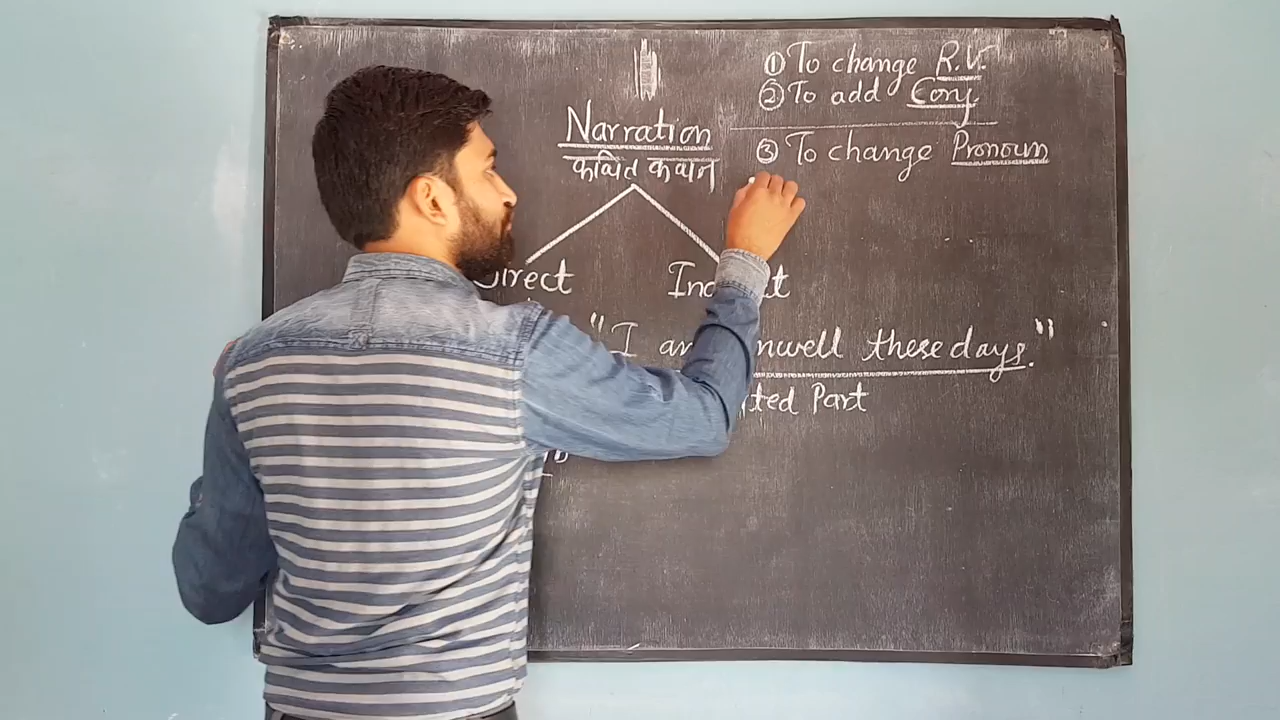 ① To change R.V.
② To add Conj
Narration
③ To change Pronoun
कथित कथन
Direct
"I am unwell these days."
Part